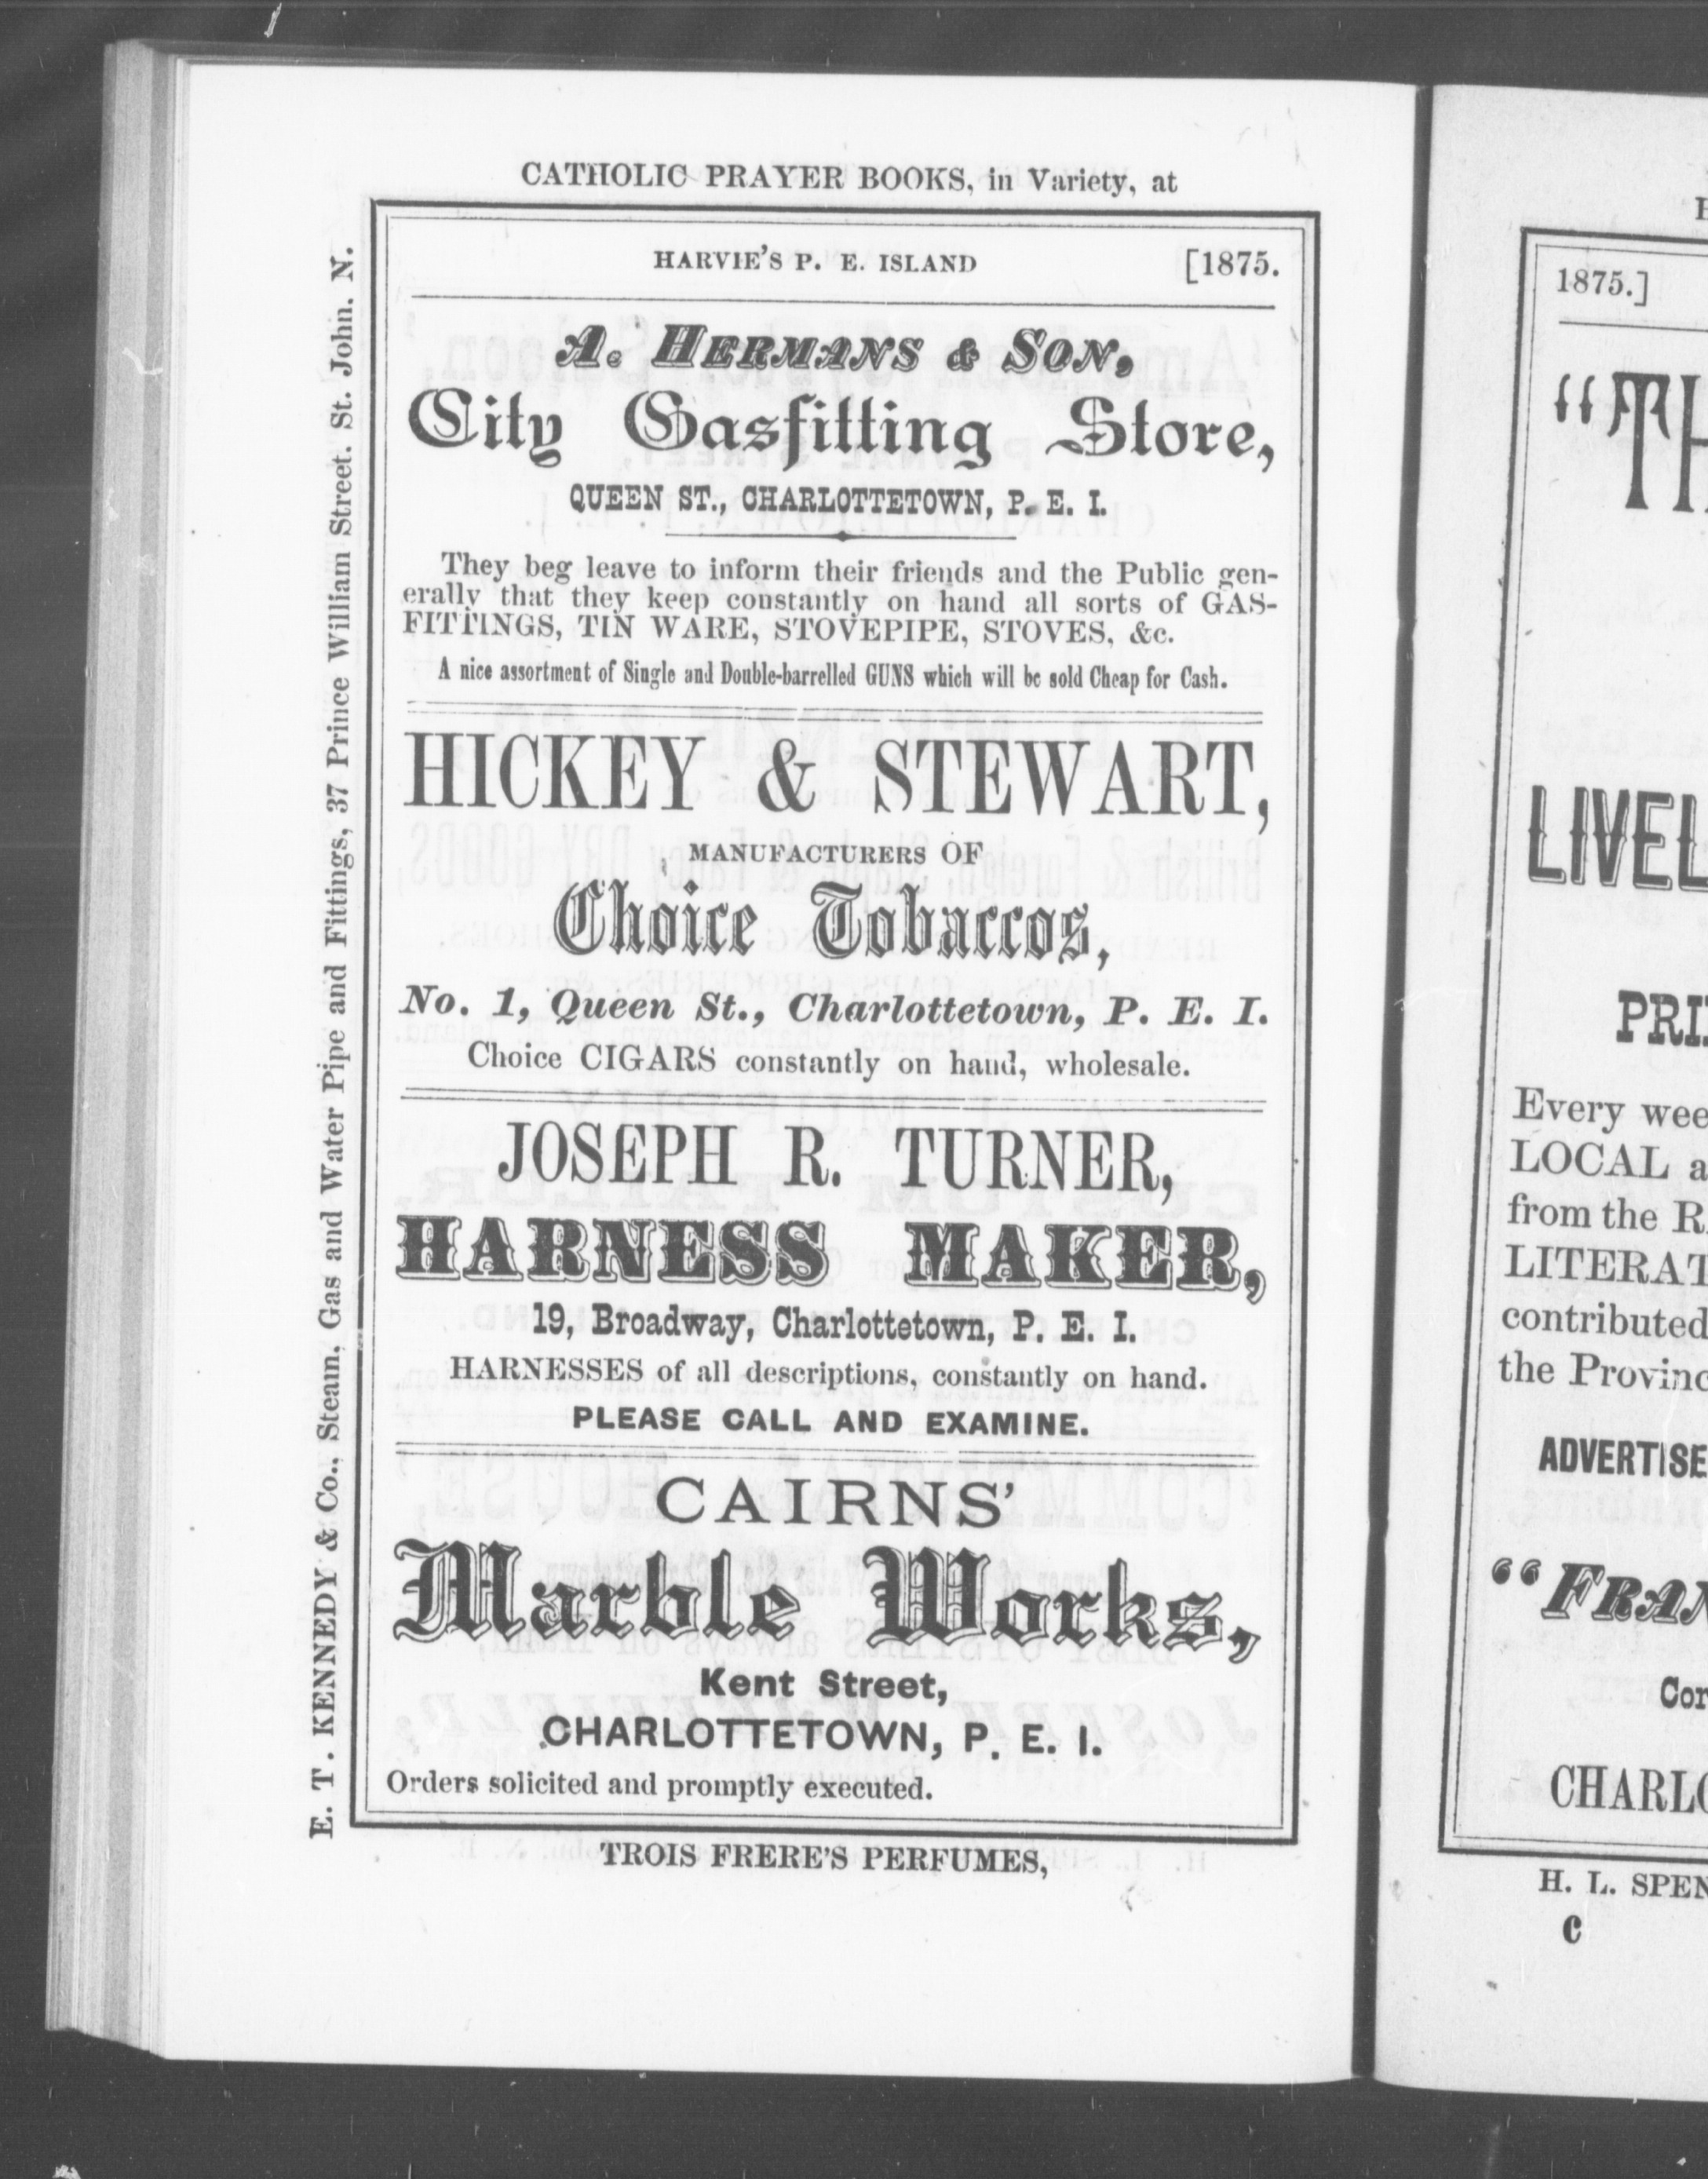 CATHOLIC PRAYER BOOKS, in Variety, at
HARVIE'S P. E. ISLAND [1875.
A. HERMANS & SON,
City Gasfitting Store,
QUEEN ST., CHARLOTTETOWN, P. E. I.
They beg leave to inform their friends and the Public gen-
erally that they keep constantly on hand all sorts of GAS-
FITTINGS, TIN WARE, STOVEPIPE, STOVES, &c.
A nice assortment of Single and Double-barrelled GUNS which will be sold Cheap for Cash.
HICKEY & STEWART,
MANUFACTURERS OF
Choice Tobaccos,
No. 1, Queen St., Charlottetown, P. E. I.
Choice CIGARS constantly on hand, wholesale.
JOSEPH R. TURNER,
HARNESS MAKER,
19, Broadway, Charlottetown, P. E. I.
HARNESSES of all descriptions, constantly on hand.
PLEASE CALL AND EXAMINE.
CAIRNS'
Marble Works,
Kent Street,
CHARLOTTETOWN, P. E. I.
Orders solicited and promptly executed.
TROIS FRERE'S PERFUMES,
E. T. KENNEDY & Co., Steam, Gas and Water Pipe and Fittings, 37 Prince William Street. St. John. N.
1875.]
"TH
LIVEL
PRI
Every wee
LOCAL a
from the R
LITERAT
contributed
the Provinc
ADVERTISE
"FRAN
Cor
CHARLO
H. L. SPEN
C